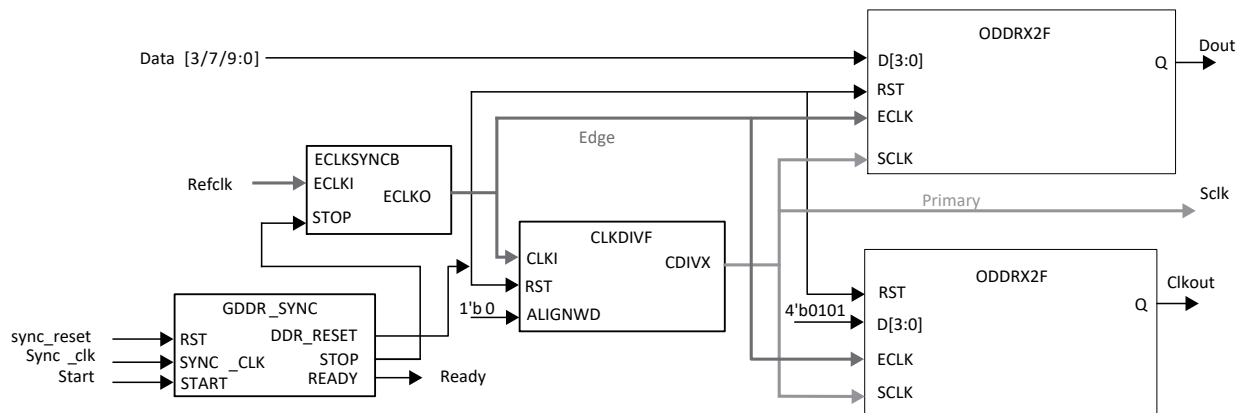 ODDRX2F
Data [3/7/9:0]
D[3:0]
Q
Dout
RST
ECLK
Edge
SCLK
ECLKSYNCB
Refclk
ECLKI
ECLKO
STOP
Primary
Sclk
CLKDIVF
CLKI
CDIVX
RST
1'b 0
ALIGNWD
ODDRX2F
RST
Q
Clkout
4'b0101
D[3:0]
ECLK
SCLK
GDDR_SYNC
sync_reset
RST
DDR_RESET
Sync _clk
SYNC _CLK
STOP
Start
START
READY
Ready